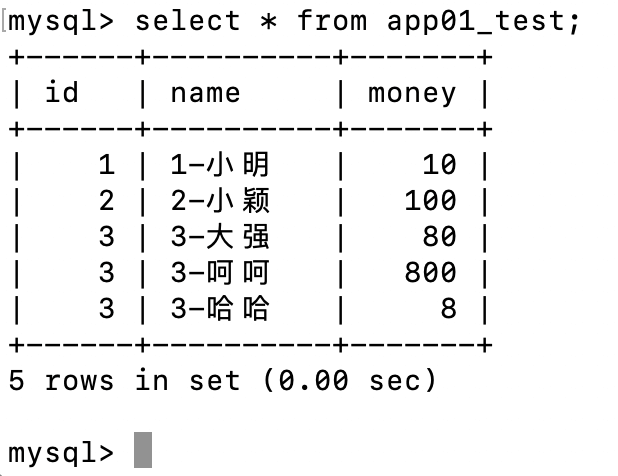 mysql> select * from app01_test;
+------+----------+-------+
| id   | name     | money |
+------+----------+-------+
|    1 | 1-小明   |    10 |
|    2 | 2-小颖   |   100 |
|    3 | 3-大强   |    80 |
|    3 | 3-呵呵   |   800 |
|    3 | 3-哈哈   |     8 |
+------+----------+-------+
5 rows in set (0.00 sec)
mysql>